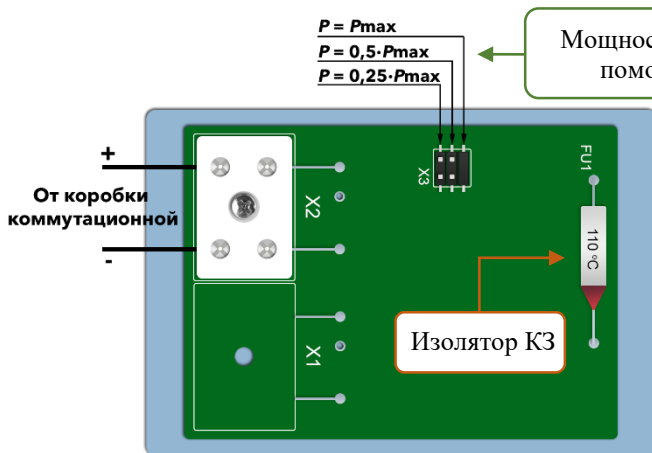 P = Pmax
P = 0,5·Pmax
P = 0,25·Pmax
+
От коробки
коммутационной
-
X2
X1
X3
FU1
110 °C
Изолятор КЗ